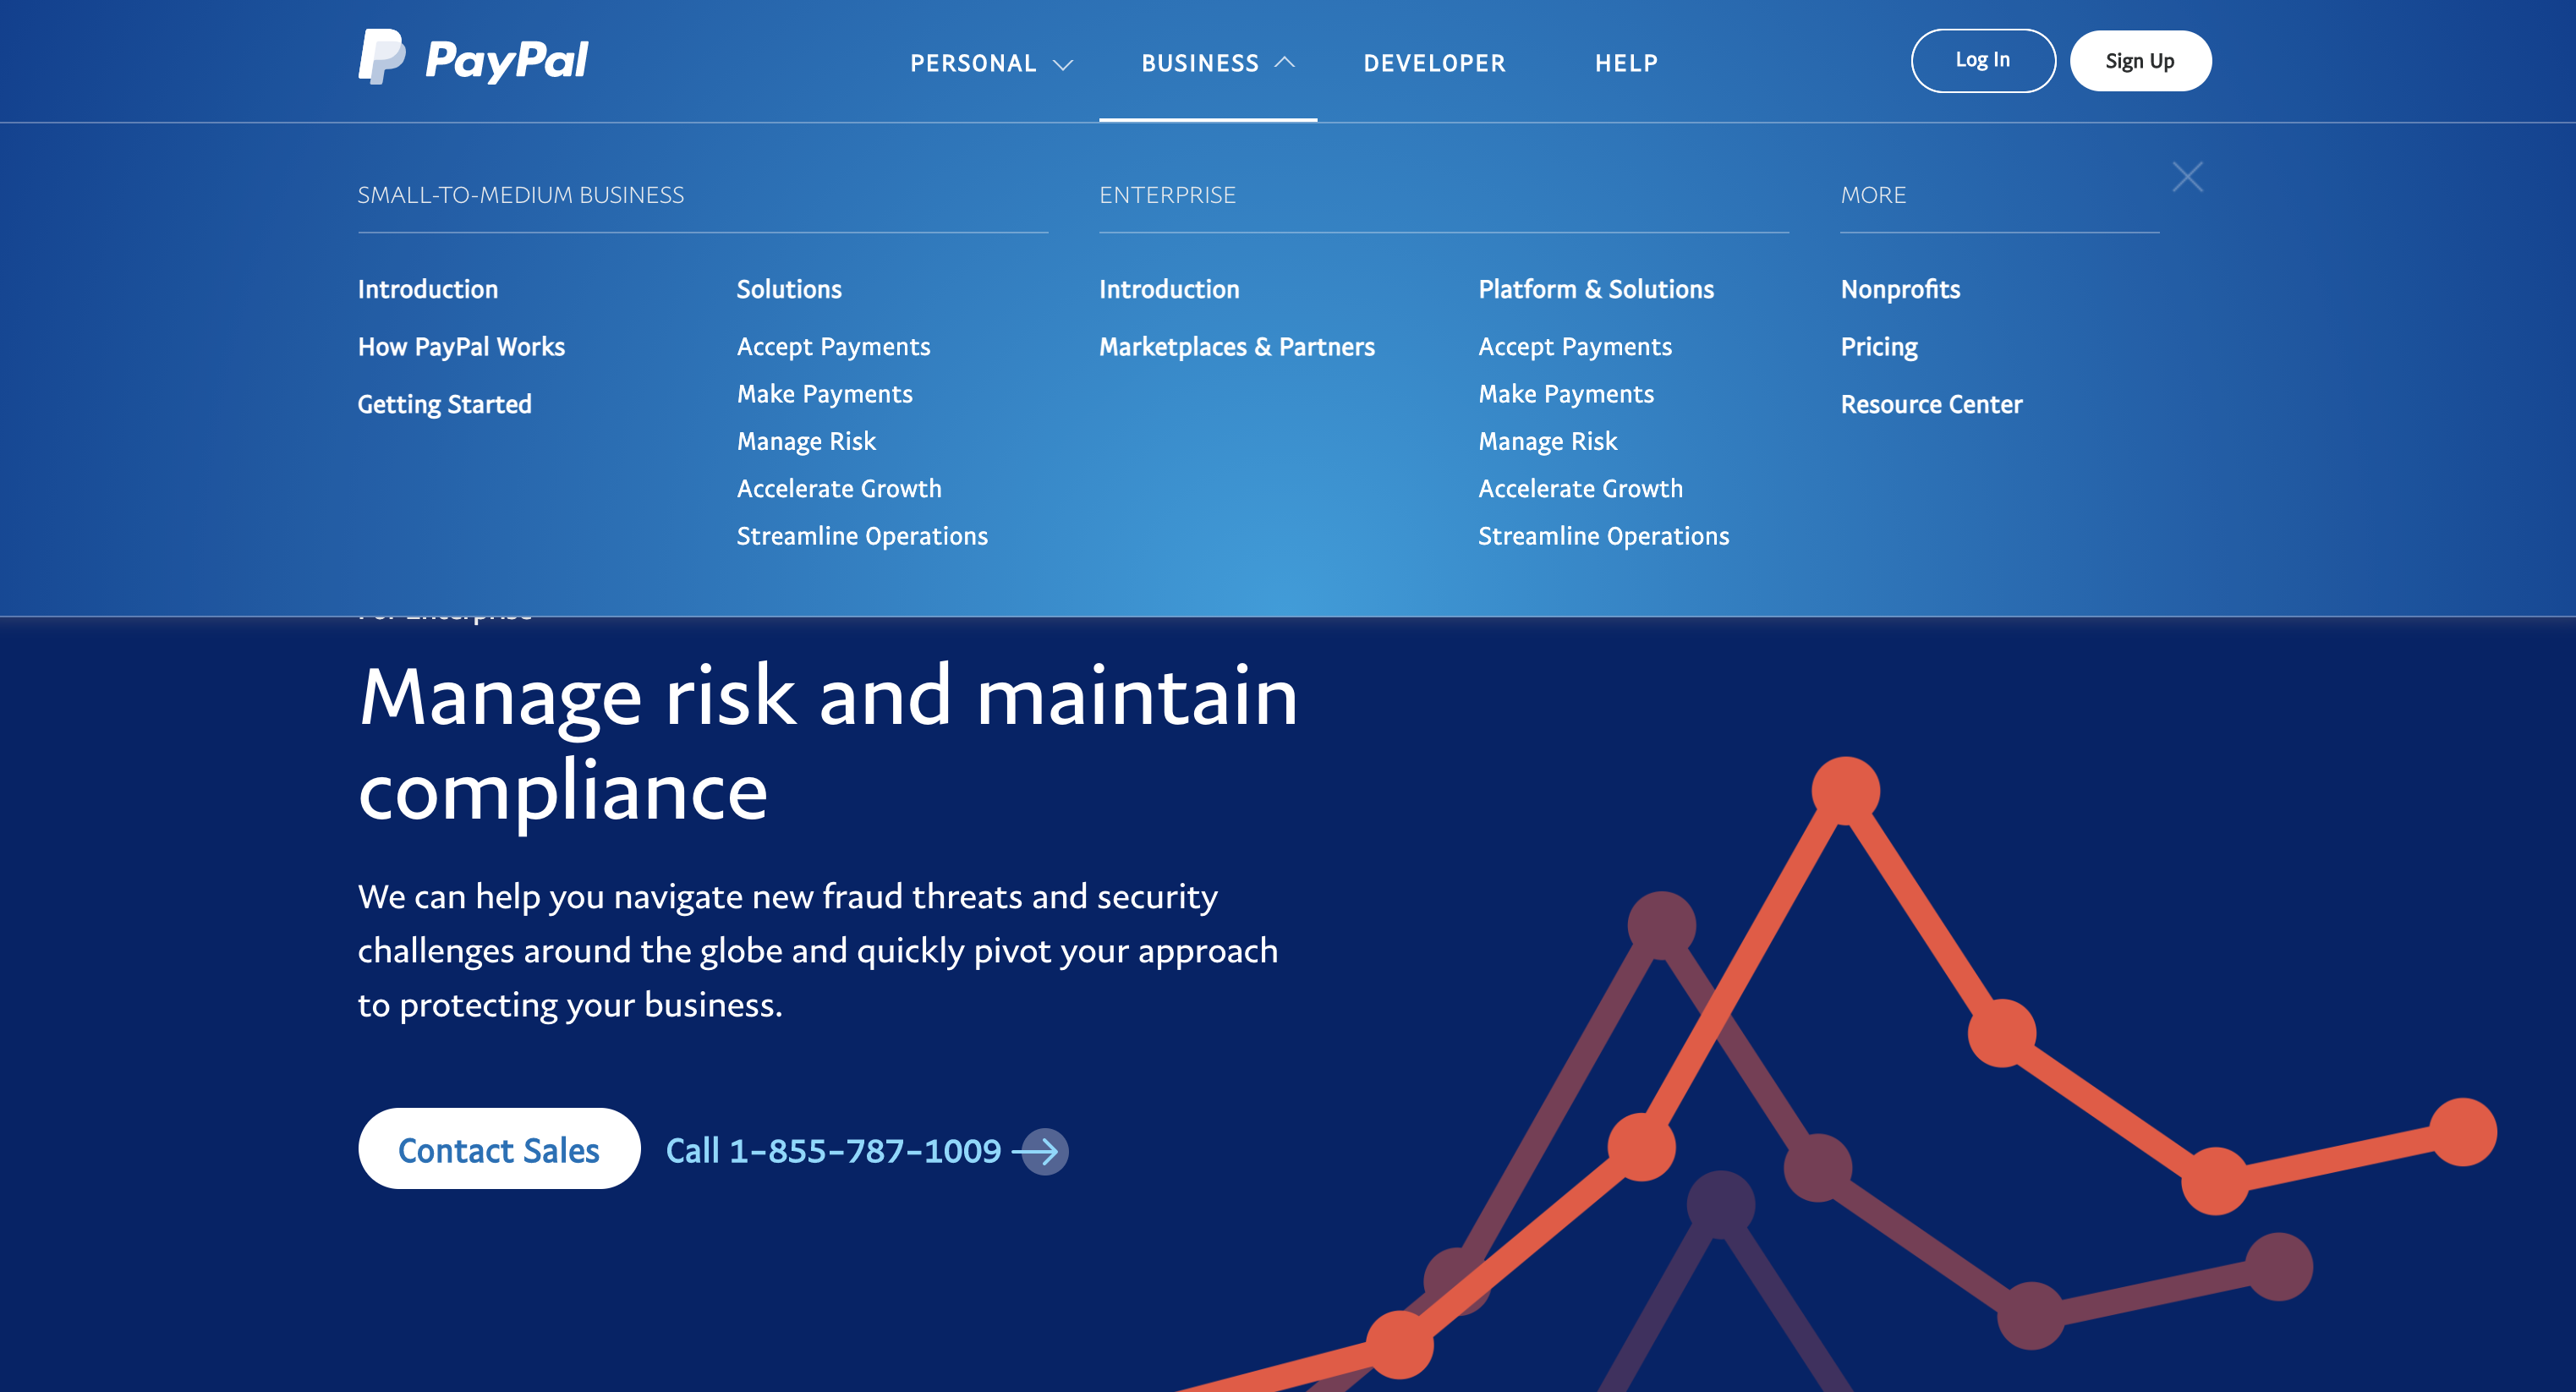 PayPal
PERSONAL
BUSINESS
DEVELOPER
HELP
Log In
Sign Up
SMALL-TO-MEDIUM BUSINESS
Introduction
How PayPal Works
Getting Started
Solutions
Accept Payments
Make Payments
Manage Risk
Accelerate Growth
Streamline Operations
ENTERPRISE
Introduction
Marketplaces & Partners
Platform & Solutions
Accept Payments
Make Payments
Manage Risk
Accelerate Growth
Streamline Operations
MORE
Nonprofits
Pricing
Resource Center
For Enterprise
Manage risk and maintain
compliance
We can help you navigate new fraud threats and security
challenges around the globe and quickly pivot your approach
to protecting your business.
Contact Sales
Call 1-855-787-1009